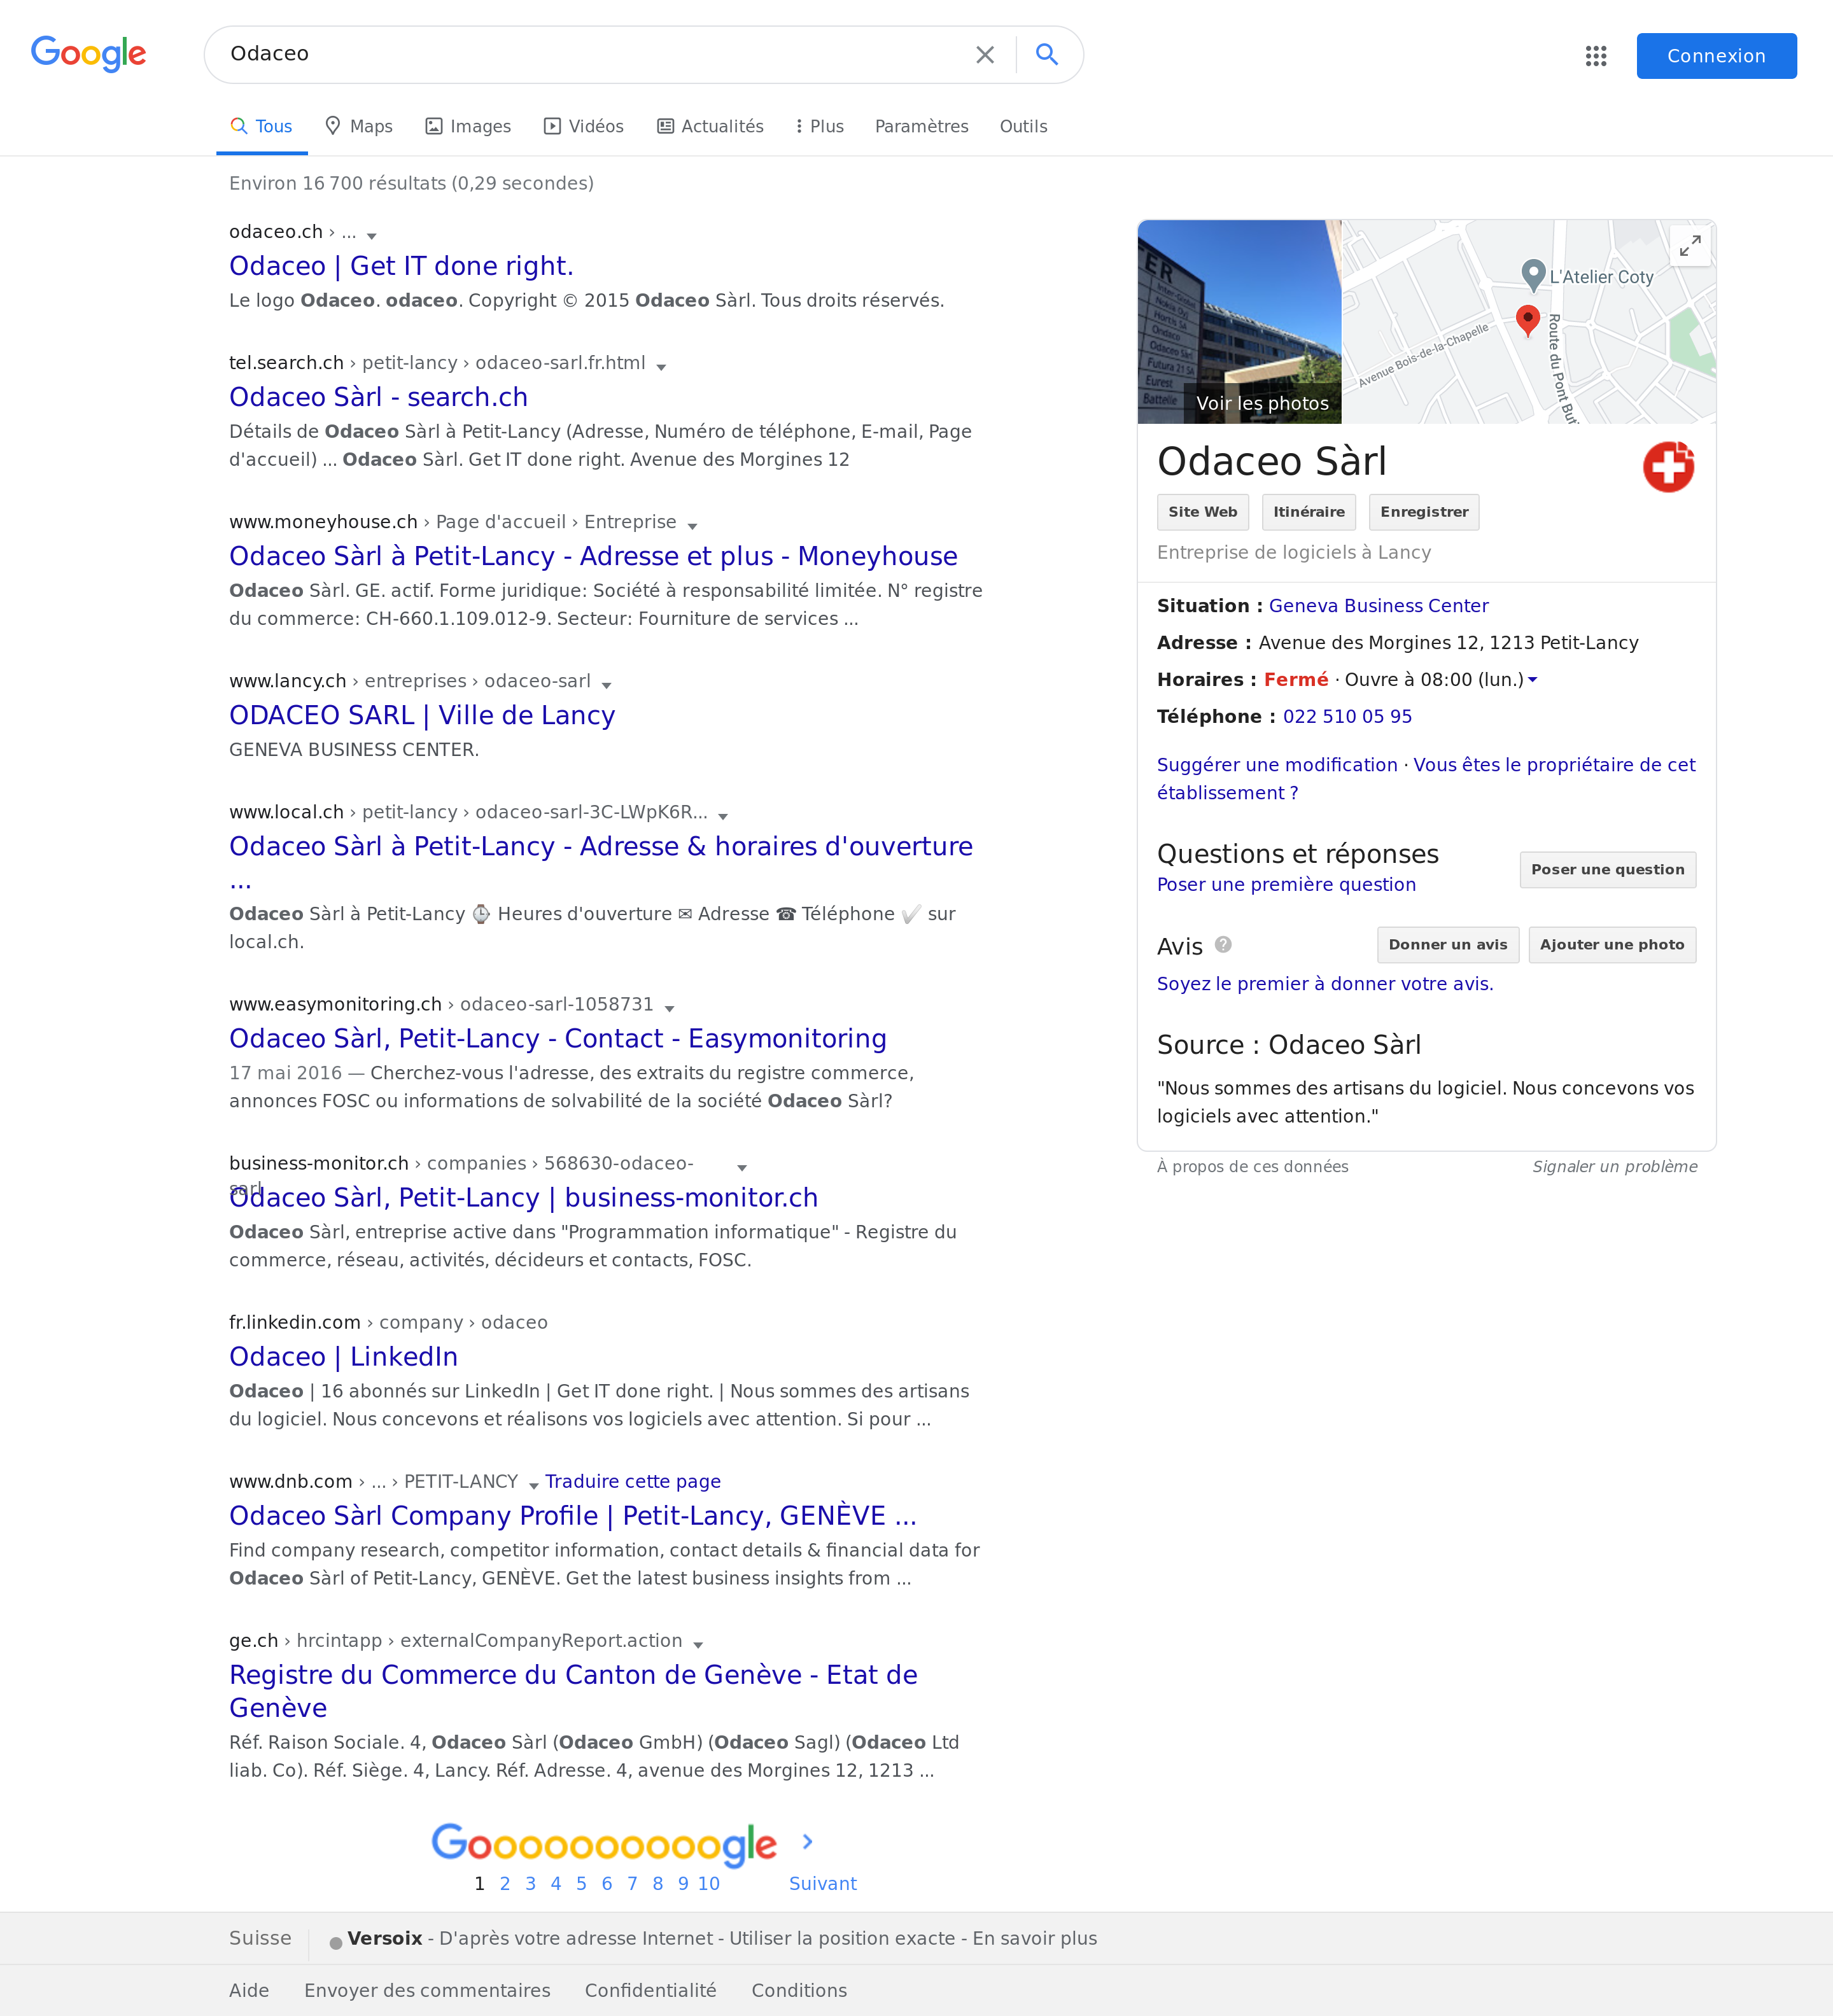 Google
Odaceo
Connexion
Tous
Maps
Images
Vidéos
Actualités
Plus
Paramètres
Outils
Environ 16 700 résultats (0,29 secondes)
odaceo.ch › ...
Odaceo | Get IT done right.
Le logo Odaceo. odaceo. Copyright © 2015 Odaceo Sàrl. Tous droits réservés.
tel.search.ch › petit-lancy › odaceo-sarl.fr.html
Odaceo Sàrl - search.ch
Détails de Odaceo Sàrl à Petit-Lancy (Adresse, Numéro de téléphone, E-mail, Page
d'accueil) ... Odaceo Sàrl. Get IT done right. Avenue des Morgines 12
www.moneyhouse.ch › Page d'accueil › Entreprise
Odaceo Sàrl à Petit-Lancy - Adresse et plus - Moneyhouse
Odaceo Sàrl. GE. actif. Forme juridique: Société à responsabilité limitée. N° registre
du commerce: CH-660.1.109.012-9. Secteur: Fourniture de services ...
www.lancy.ch › entreprises › odaceo-sarl
ODACEO SARL | Ville de Lancy
GENEVA BUSINESS CENTER.
www.local.ch › petit-lancy › odaceo-sarl-3C-LWpK6R...
Odaceo Sàrl à Petit-Lancy - Adresse & horaires d'ouverture
...
Odaceo Sàrl à Petit-Lancy ⌚ Heures d'ouverture ✉ Adresse ☎ Téléphone ✅ sur
local.ch.
www.easymonitoring.ch › odaceo-sarl-1058731
Odaceo Sàrl, Petit-Lancy - Contact - Easymonitoring
17 mai 2016 — Cherchez-vous l'adresse, des extraits du registre commerce,
annonces FOSC ou informations de solvabilité de la société Odaceo Sàrl?
business-monitor.ch › companies › 568630-odaceo-
sarl
Odaceo Sàrl, Petit-Lancy | business-monitor.ch
Odaceo Sàrl, entreprise active dans "Programmation informatique" - Registre du
commerce, réseau, activités, décideurs et contacts, FOSC.
fr.linkedin.com › company › odaceo
Odaceo | LinkedIn
Odaceo | 16 abonnés sur LinkedIn | Get IT done right. | Nous sommes des artisans
du logiciel. Nous concevons et réalisons vos logiciels avec attention. Si pour ...
www.dnb.com › ... › PETIT-LANCY Traduire cette page
Odaceo Sàrl Company Profile | Petit-Lancy, GENÈVE ...
Find company research, competitor information, contact details & financial data for
Odaceo Sàrl of Petit-Lancy, GENÈVE. Get the latest business insights from ...
ge.ch › hrcintapp › externalCompanyReport.action
Registre du Commerce du Canton de Genève - Etat de
Genève
Réf. Raison Sociale. 4, Odaceo Sàrl (Odaceo GmbH) (Odaceo Sagl) (Odaceo Ltd
liab. Co). Réf. Siège. 4, Lancy. Réf. Adresse. 4, avenue des Morgines 12, 1213 ...
ER
Inter-Global
Nokia Oy
Hortis SA
Ondaco
Odaceo Sàrl
Futura 21 SA
Eurest
Battelle
Voir les photos
L'Atelier Coty
Avenue Bois-de-la-Chapelle
Route du Pont But
Odaceo Sàrl
Site Web
Itinéraire
Enregistrer
Entreprise de logiciels à Lancy
Situation : Geneva Business Center
Adresse : Avenue des Morgines 12, 1213 Petit-Lancy
Horaires : Fermé · Ouvre à 08:00 (lun.)
Téléphone : 022 510 05 95
Suggérer une modification · Vous êtes le propriétaire de cet
établissement ?
Questions et réponses
Poser une première question
Poser une question
Avis
Donner un avis
Ajouter une photo
Soyez le premier à donner votre avis.
Source : Odaceo Sàrl
"Nous sommes des artisans du logiciel. Nous concevons vos
logiciels avec attention."
À propos de ces données
Signaler un problème
Goooooooooogle
1 2 3 4 5 6 7 8 9 10 Suivant
Suisse
Versoix - D'après votre adresse Internet - Utiliser la position exacte - En savoir plus
Aide
Envoyer des commentaires
Confidentialité
Conditions